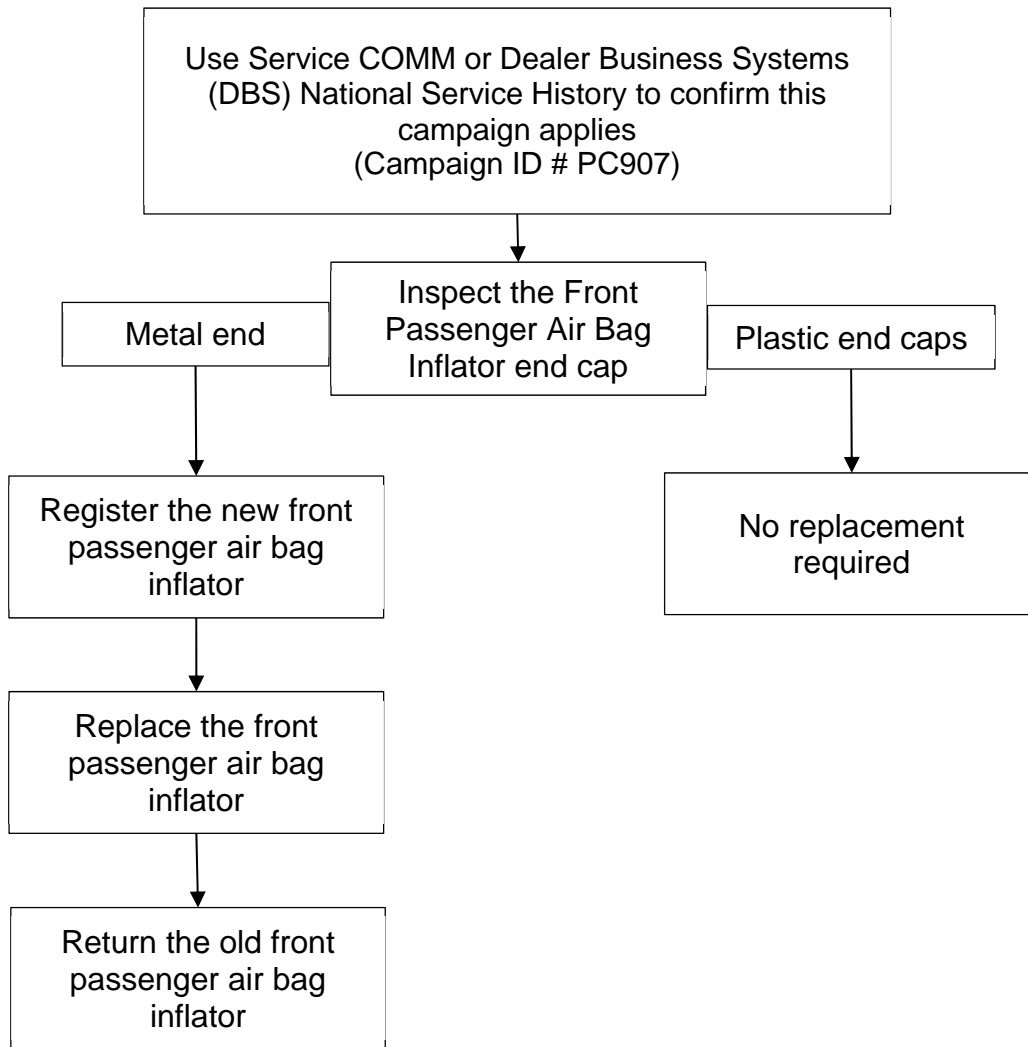 Use Service COMM or Dealer Business Systems
(DBS) National Service History to confirm this
campaign applies
(Campaign ID # PC907)
Inspect the Front
Passenger Air Bag
Inflator end cap
Metal end
Plastic end caps
Register the new front
passenger air bag
inflator
No replacement
required
Replace the front
passenger air bag
inflator
Return the old front
passenger air bag
inflator